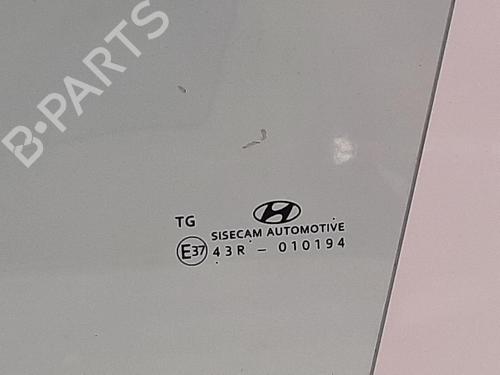 B·PARTS
TG
SISECAM AUTOMOTIVE
E37 43R - 010194